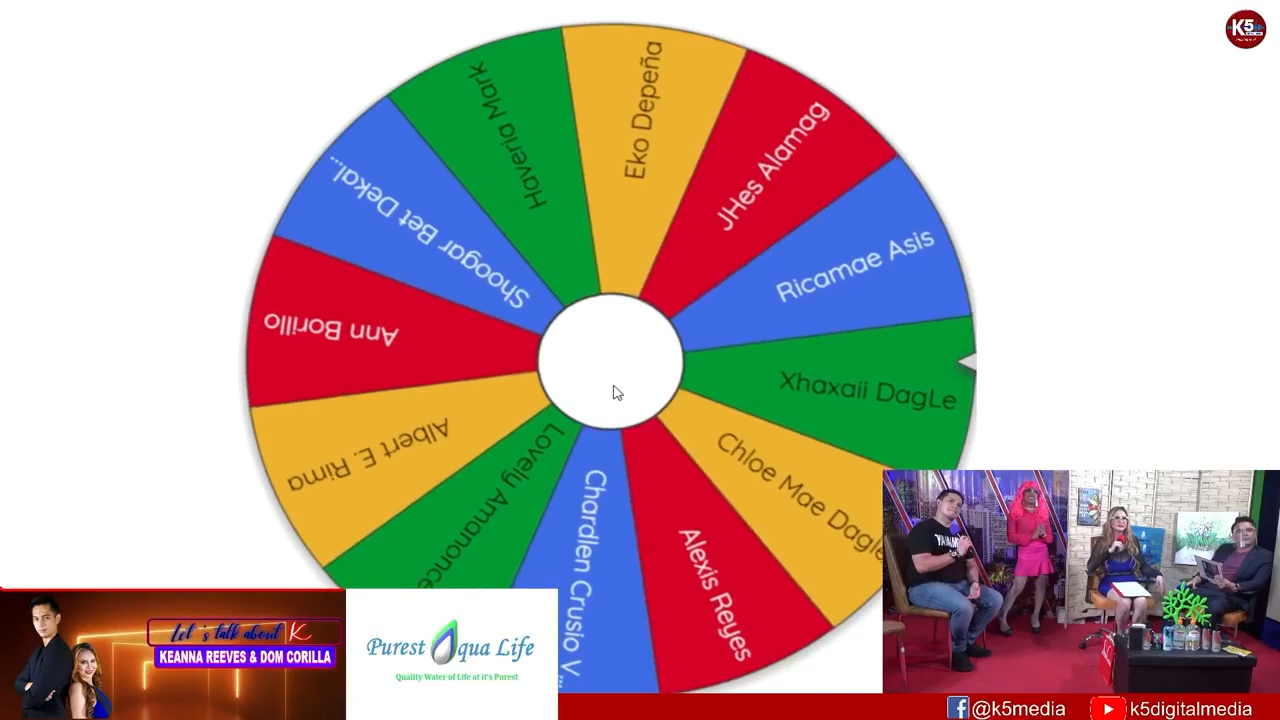 K5
Eko Depeña
JHes Alamag
Ricamae Asis
Xhaxaii DagLe
Chloe Mae Dagle
Alexis Reyes
Chardlen Crusio V...
Lovely Amanonce
Albert E. Rima
Ann Borillo
Shoogar Bet Dekal...
Haveria Mark
Let's talk about K
KEANNA REEVES & DOM CORILLA
Purest Aqua Life
Quality Water of Life at it's Purest
@k5media
k5digitalmedia